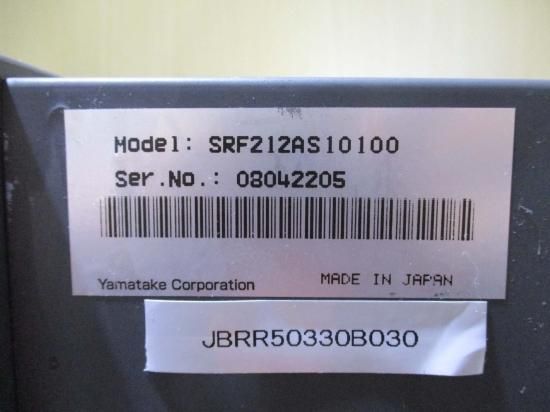 Model: SRF212AS10100
Ser.No.: 08042205
Yamatake Corporation MADE IN JAPAN
JBRR50330B030